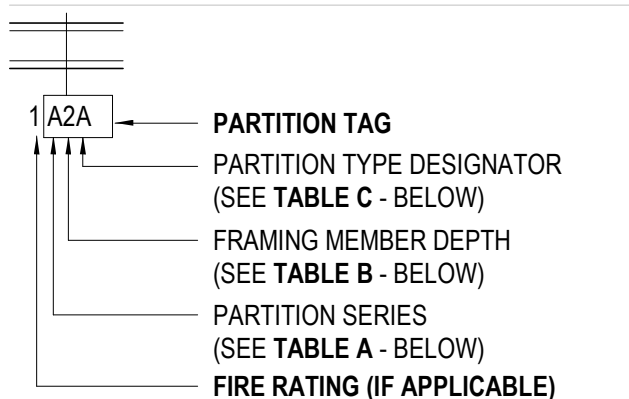 1 A2A
PARTITION TAG
PARTITION TYPE DESIGNATOR
(SEE TABLE C - BELOW)
FRAMING MEMBER DEPTH
(SEE TABLE B - BELOW)
PARTITION SERIES
(SEE TABLE A - BELOW)
FIRE RATING (IF APPLICABLE)